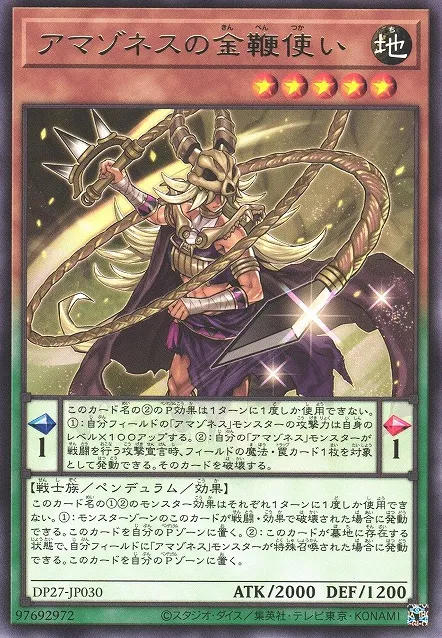 アマゾネスの金鞭使い
地
このカード名の②のP効果は1ターンに1度しか使用できない。
①:自分フィールドの「アマゾネス」モンスターの攻撃力は自身の
レベル×100アップする。②:自分の「アマゾネス」モンスターが
戦闘を行う攻撃宣言時、フィールドの魔法・罠カード1枚を対象
として発動できる。そのカードを破壊する。
1
1
【戦士族/ペンデュラム/効果】
このカード名の①②のモンスター効果はそれぞれ1ターンに1度しか使用で
きない。①:モンスターゾーンのこのカードが戦闘・効果で破壊された場合に発動
できる。このカードを自分のPゾーンに置く。②:このカードが墓地に存在する
状態で、自分フィールドに「アマゾネス」モンスターが特殊召喚された場合に発動
できる。このカードを自分のPゾーンに置く。
DP27-JP030
ATK/2000 DEF/1200
97692972
©スタジオ・ダイス/集英社・テレビ東京・KONAMI